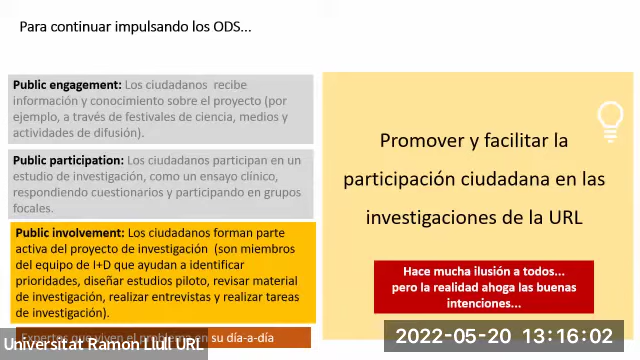 Para continuar impulsando los ODS...
Public engagement: Los ciudadanos recibe
información y conocimiento sobre el proyecto (por
ejemplo, a través de festivales de ciencia, medios y
actividades de difusión).
Public participation: Los ciudadanos participan en un
estudio de investigación, como un ensayo clínico,
respondiendo cuestionarios y participando en grupos
focales.
Public involvement: Los ciudadanos forman parte
activa del proyecto de investigación (son miembros
del equipo de I+D que ayudan a identificar
prioridades, diseñar estudios piloto, revisar material
de investigación, realizar entrevistas y realizar tareas
de investigación).
Expertos que viven el problema en su día-a-día
Universitat Ramon Llull URL
Promover y facilitar la
participación ciudadana en las
investigaciones de la URL
Hace mucha ilusión a todos...
pero la realidad ahoga las buenas
intenciones...
2022-05-20 13:16:02